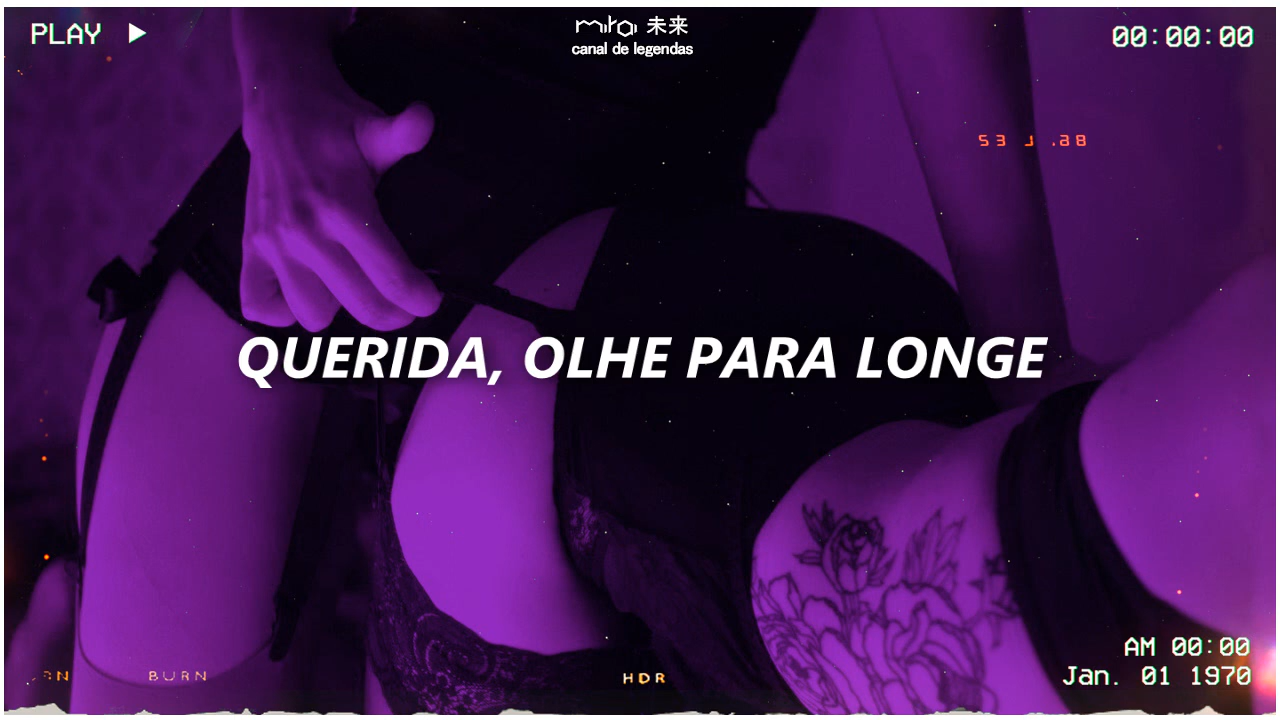 PLAY
mirai 未来
canal de legendas
00:00:00
QUERIDA, OLHE PARA LONGE
BURN
HDR
AM 00:00
Jan. 01 1970